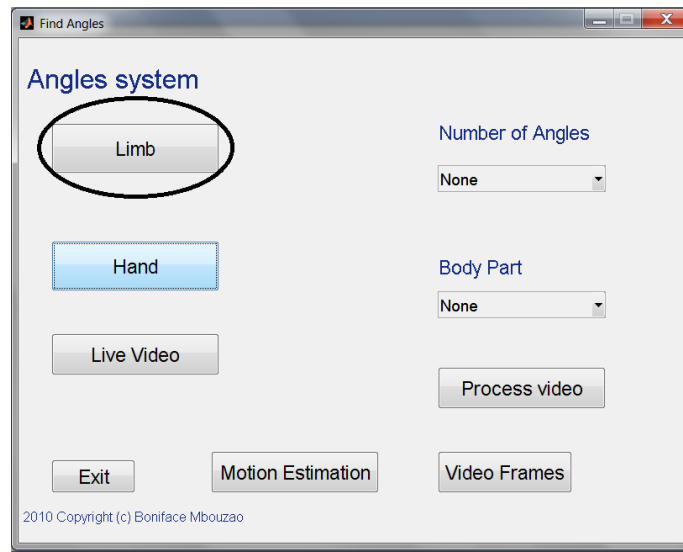 Find Angles
Angles system
Limb
Number of Angles
None
Hand
Body Part
None
Live Video
Process video
Exit
Motion Estimation
Video Frames
2010 Copyright (c) Boniface Mbouzao